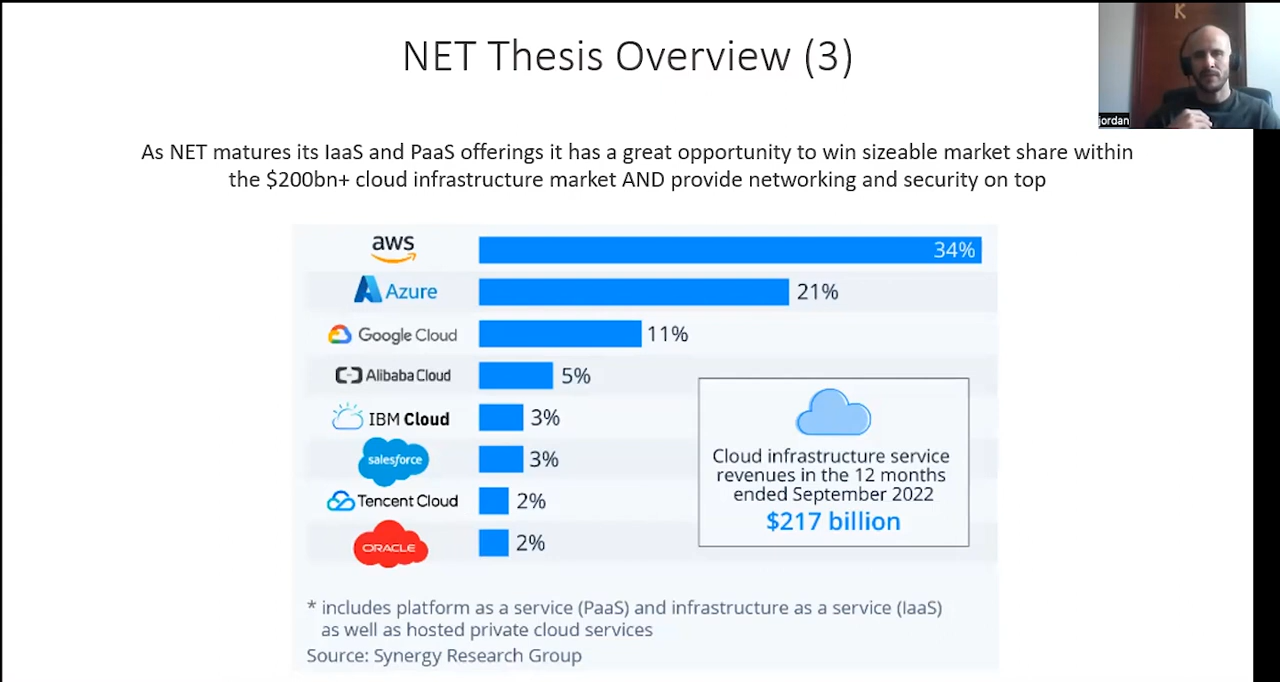 NET Thesis Overview (3)
K
jordan
As NET matures its IaaS and PaaS offerings it has a great opportunity to win sizeable market share within
the $200bn+ cloud infrastructure market AND provide networking and security on top
aws 34%
Azure 21%
Google Cloud 11%
Alibaba Cloud 5%
IBM Cloud 3%
salesforce 3%
Tencent Cloud 2%
ORACLE 2%
Cloud infrastructure service
revenues in the 12 months
ended September 2022
$217 billion
* includes platform as a service (PaaS) and infrastructure as a service (IaaS)
as well as hosted private cloud services
Source: Synergy Research Group